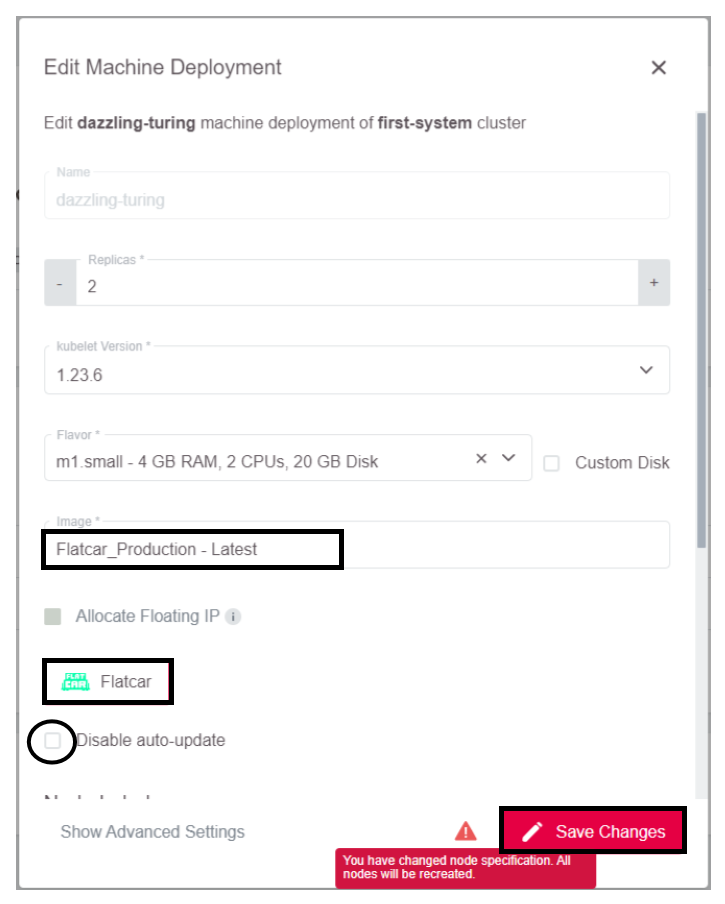 Edit Machine Deployment
Edit dazzling-turing machine deployment of first-system cluster
Name
dazzling-turing
Replicas *
- 2 +
kubelet Version *
1.23.6
Flavor *
m1.small - 4 GB RAM, 2 CPUs, 20 GB Disk
Custom Disk
Image *
Flatcar_Production - Latest
Allocate Floating IP i
FLAT CAR Flatcar
Disable auto-update
Show Advanced Settings
Save Changes
You have changed node specification. All
nodes will be recreated.